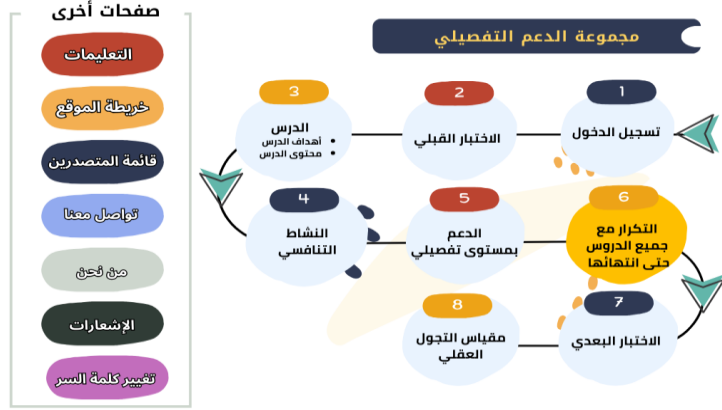 مجموعة الدعم التفصيلي
1
تسجيل الدخول
2
الاختبار القبلي
3
الدرس
أهداف الدرس
محتوى الدرس
4
النشاط
التنافسي
5
الدعم
بمستوى تفصيلي
6
التكرار مع
جميع الدروس
حتى انتهائها
7
الاختبار البعدي
8
مقياس التجول
العقلي
صفحات أخرى
التعليمات
خريطة الموقع
قائمة المتصدرين
تواصل معنا
من نحن
الإشعارات
تغيير كلمة السر